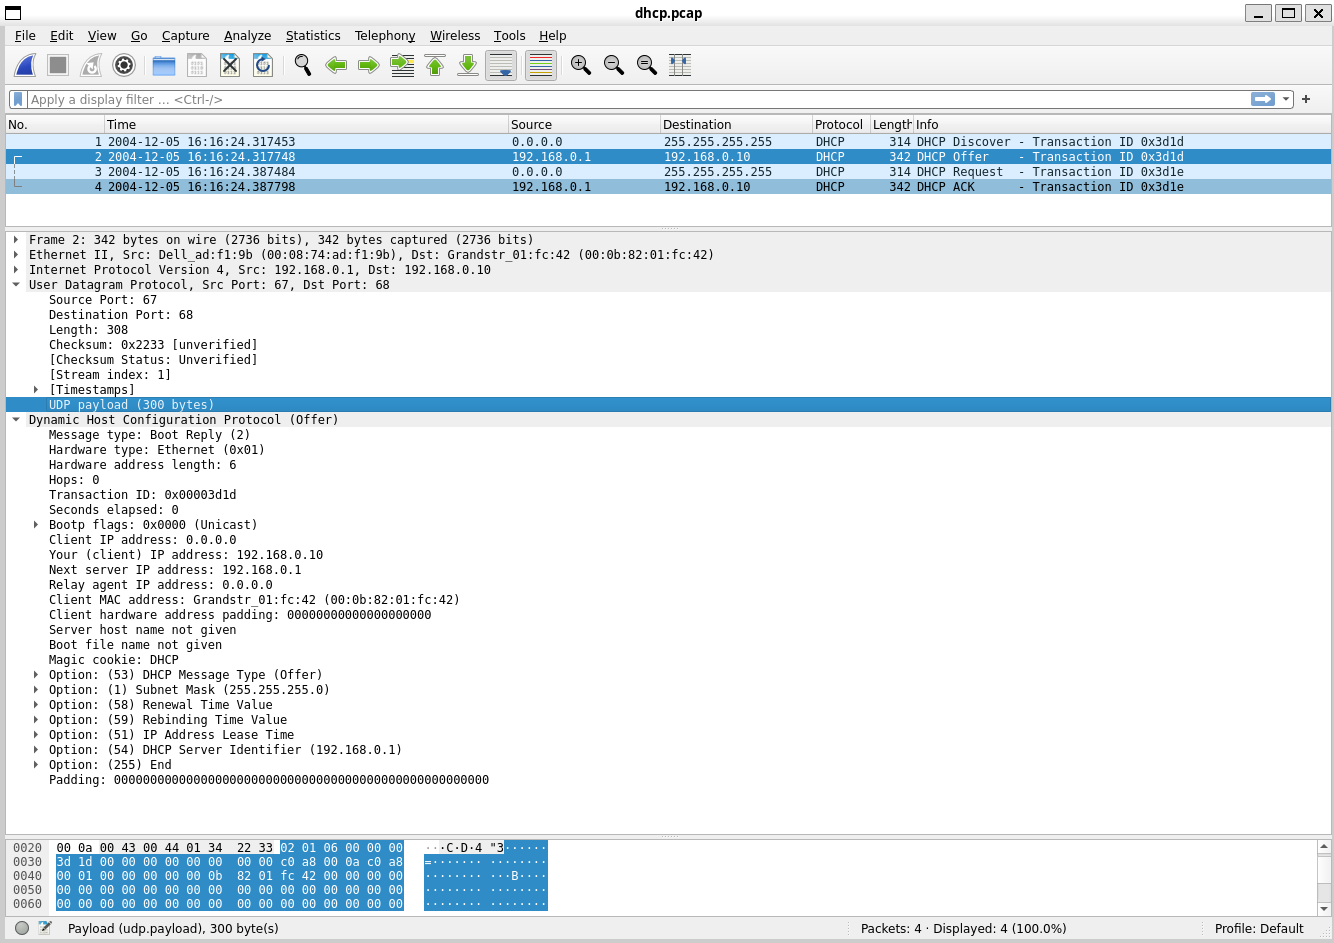 dhcp.pcap
File Edit View Go Capture Analyze Statistics Telephony Wireless Tools Help
Apply a display filter ... <Ctrl-/>
No. Time Source Destination Protocol Length Info
1 2004-12-05 16:16:24.317453 0.0.0.0 255.255.255.255 DHCP 314 DHCP Discover - Transaction ID 0x3d1d
2 2004-12-05 16:16:24.317748 192.168.0.1 192.168.0.10 DHCP 342 DHCP Offer - Transaction ID 0x3d1d
3 2004-12-05 16:16:24.387484 0.0.0.0 255.255.255.255 DHCP 314 DHCP Request - Transaction ID 0x3d1e
4 2004-12-05 16:16:24.387798 192.168.0.1 192.168.0.10 DHCP 342 DHCP ACK - Transaction ID 0x3d1e
Frame 2: 342 bytes on wire (2736 bits), 342 bytes captured (2736 bits)
Ethernet II, Src: Dell_ad:f1:9b (00:08:74:ad:f1:9b), Dst: Grandstr_01:fc:42 (00:0b:82:01:fc:42)
Internet Protocol Version 4, Src: 192.168.0.1, Dst: 192.168.0.10
User Datagram Protocol, Src Port: 67, Dst Port: 68
Source Port: 67
Destination Port: 68
Length: 308
Checksum: 0x2233 [unverified]
[Checksum Status: Unverified]
[Stream index: 1]
[Timestamps]
UDP payload (300 bytes)
Dynamic Host Configuration Protocol (Offer)
Message type: Boot Reply (2)
Hardware type: Ethernet (0x01)
Hardware address length: 6
Hops: 0
Transaction ID: 0x00003d1d
Seconds elapsed: 0
Bootp flags: 0x0000 (Unicast)
Client IP address: 0.0.0.0
Your (client) IP address: 192.168.0.10
Next server IP address: 192.168.0.1
Relay agent IP address: 0.0.0.0
Client MAC address: Grandstr_01:fc:42 (00:0b:82:01:fc:42)
Client hardware address padding: 00000000000000000000
Server host name not given
Boot file name not given
Magic cookie: DHCP
Option: (53) DHCP Message Type (Offer)
Option: (1) Subnet Mask (255.255.255.0)
Option: (58) Renewal Time Value
Option: (59) Rebinding Time Value
Option: (51) IP Address Lease Time
Option: (54) DHCP Server Identifier (192.168.0.1)
Option: (255) End
Padding: 0000000000000000000000000000000000000000000000000000
0020 00 0a 00 43 00 44 01 34 22 33 02 01 06 00 00 00 ···C·D·4 "3······
0030 3d 1d 00 00 00 00 00 00 00 00 c0 a8 00 0a c0 a8 =······· ········
0040 00 01 00 00 00 00 00 0b 82 01 fc 42 00 00 00 00 ········ ···B····
0050 00 00 00 00 00 00 00 00 00 00 00 00 00 00 00 00 ········ ········
0060 00 00 00 00 00 00 00 00 00 00 00 00 00 00 00 00 ········ ········
Payload (udp.payload), 300 byte(s) Packets: 4 · Displayed: 4 (100.0%) Profile: Default